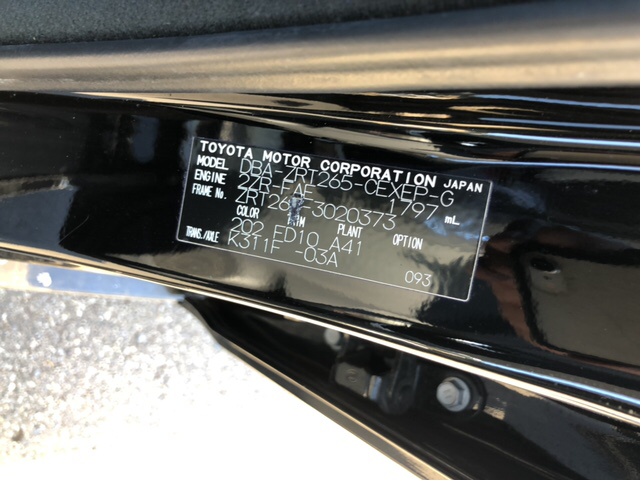 TOYOTA MOTOR CORPORATION JAPAN
MODEL DBA-ZRT265-CEXEP-G
ENGINE 2ZR-FAE 1797 mL
FRAME No. ZRT265-3020373
COLOR TRIM PLANT OPTION
202 FD10 A41
TRANS./AXLE K311F -03A
093